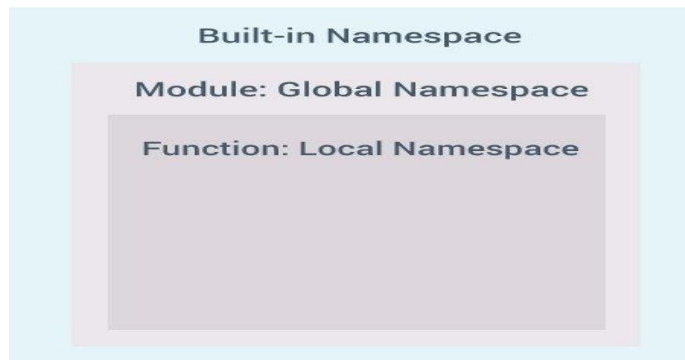 Built-in Namespace
Module: Global Namespace
Function: Local Namespace